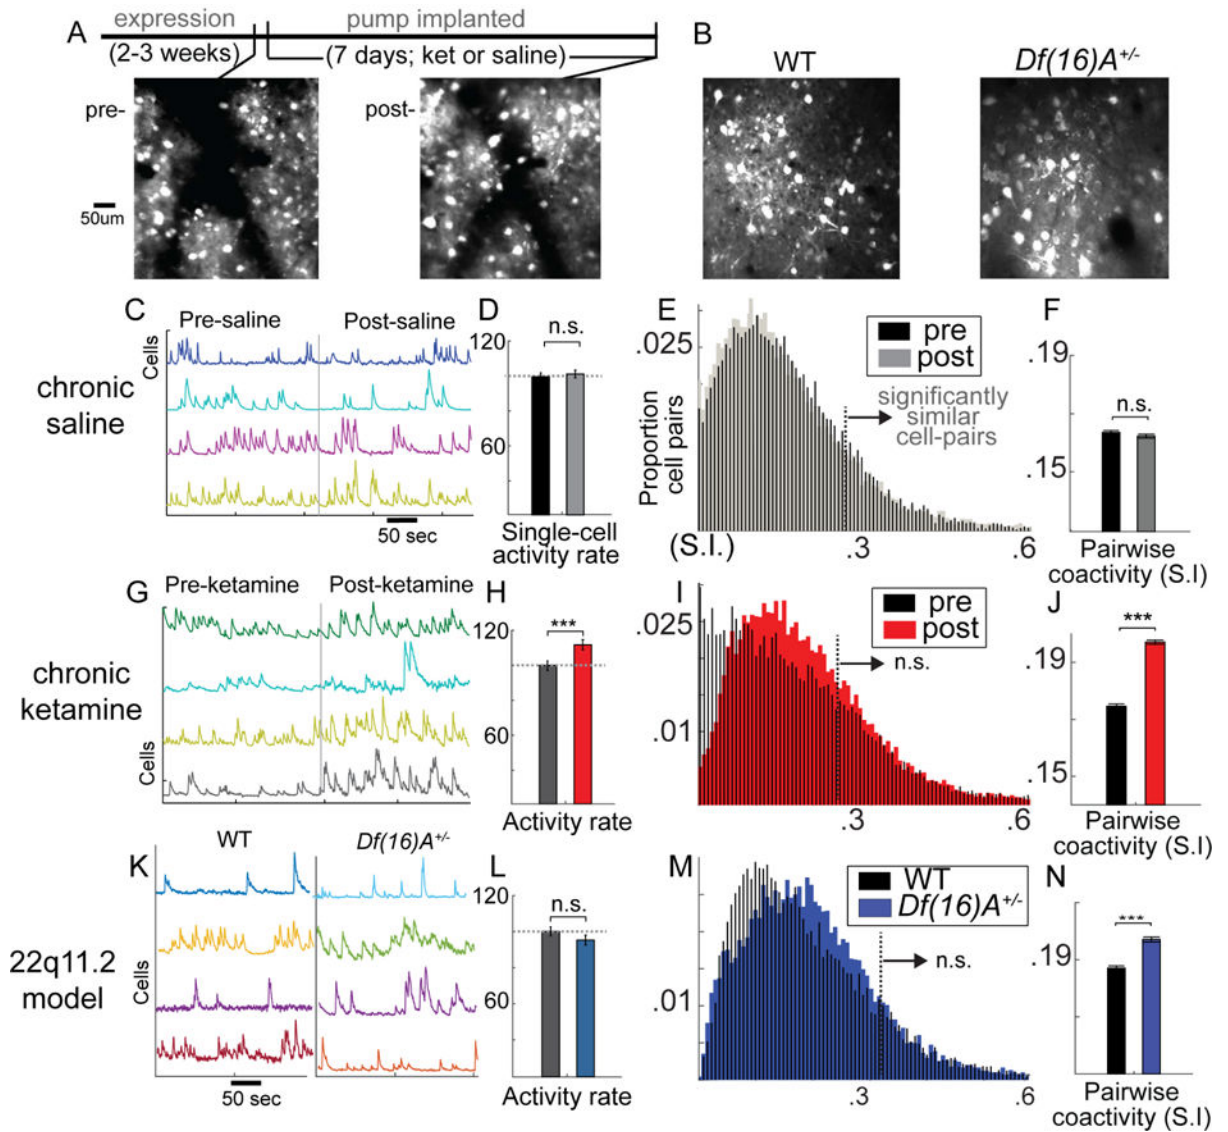 A
expression
pump implanted
(2-3 weeks)
(7 days; ket or saline)
pre-
post-
50um
B
WT
Df(16)A+/-
chronic
saline
C
Pre-saline
Post-saline
Cells
50 sec
D
120
n.s.
60
Single-cell
activity rate
E
.025
Proportion
cell pairs
pre
post
significantly
similar
cell-pairs
(S.I.)
.3
.6
F
.19
n.s.
.15
Pairwise
coactivity (S.I)
chronic
ketamine
G
Pre-ketamine
Post-ketamine
Cells
H
120
***
60
Activity rate
I
.025
pre
post
n.s.
.01
.3
.6
J
***
.19
.15
Pairwise
coactivity (S.I)
22q11.2
model
K
WT
Df(16)A+/-
Cells
50 sec
L
120
n.s.
60
Activity rate
M
WT
Df(16)A+/-
n.s.
.01
.3
.6
N
***
.19
Pairwise
coactivity (S.I)